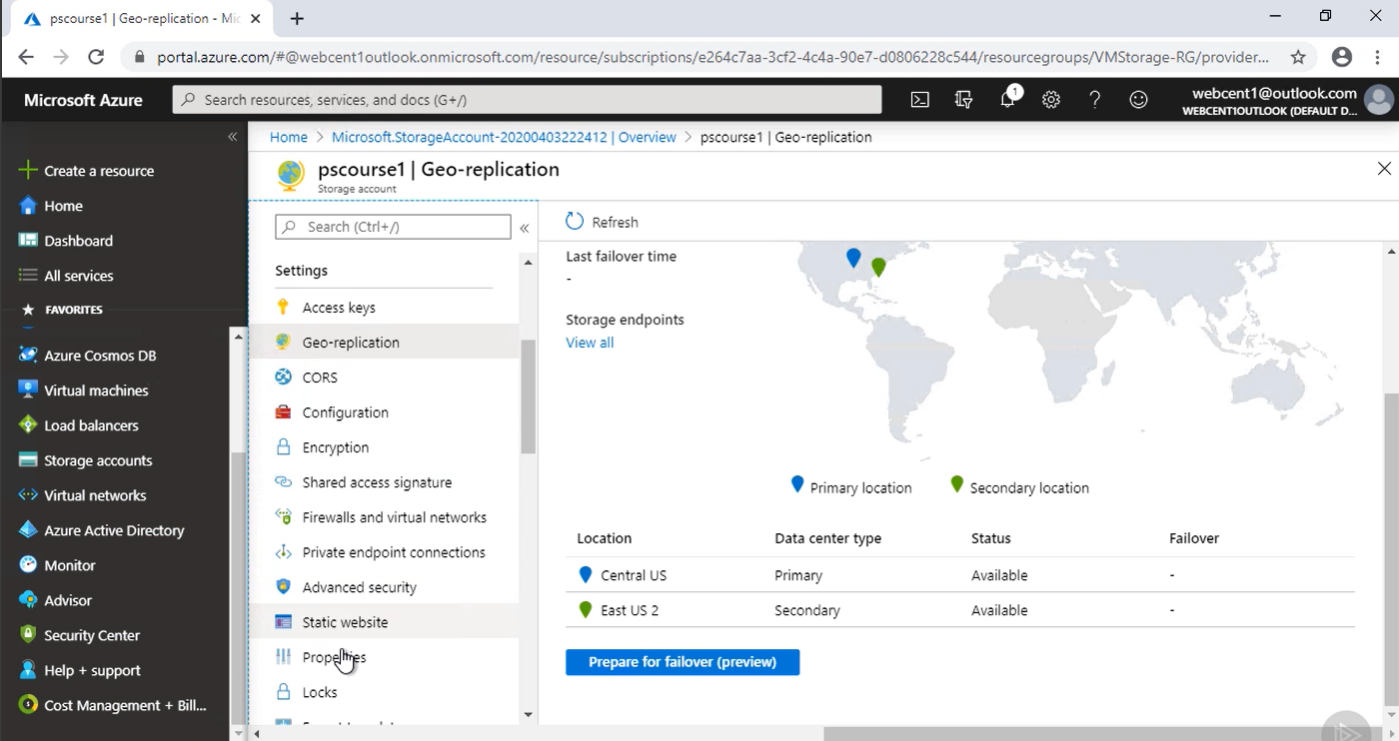 pscourse1 | Geo-replication - Mic
portal.azure.com/#@webcent1outlook.onmicrosoft.com/resource/subscriptions/e264c7aa-3cf2-4c4a-90e7-d0806228c544/resourcegroups/VMStorage-RG/provider...
Microsoft Azure
Search resources, services, and docs (G+/)
1
webcent1@outlook.com
WEBCENT1OUTLOOK (DEFAULT D...
Home > Microsoft.StorageAccount-20200403222412 | Overview > pscourse1 | Geo-replication
pscourse1 | Geo-replication
Storage account
Create a resource
Home
Dashboard
All services
FAVORITES
Azure Cosmos DB
Virtual machines
Load balancers
Storage accounts
Virtual networks
Azure Active Directory
Monitor
Advisor
Security Center
Help + support
Cost Management + Bill...
Search (Ctrl+/)
Settings
Access keys
Geo-replication
CORS
Configuration
Encryption
Shared access signature
Firewalls and virtual networks
Private endpoint connections
Advanced security
Static website
Properties
Locks
Refresh
Last failover time
-
Storage endpoints
View all
Primary location
Secondary location
Location Data center type Status Failover
Central US Primary Available -
East US 2 Secondary Available -
Prepare for failover (preview)